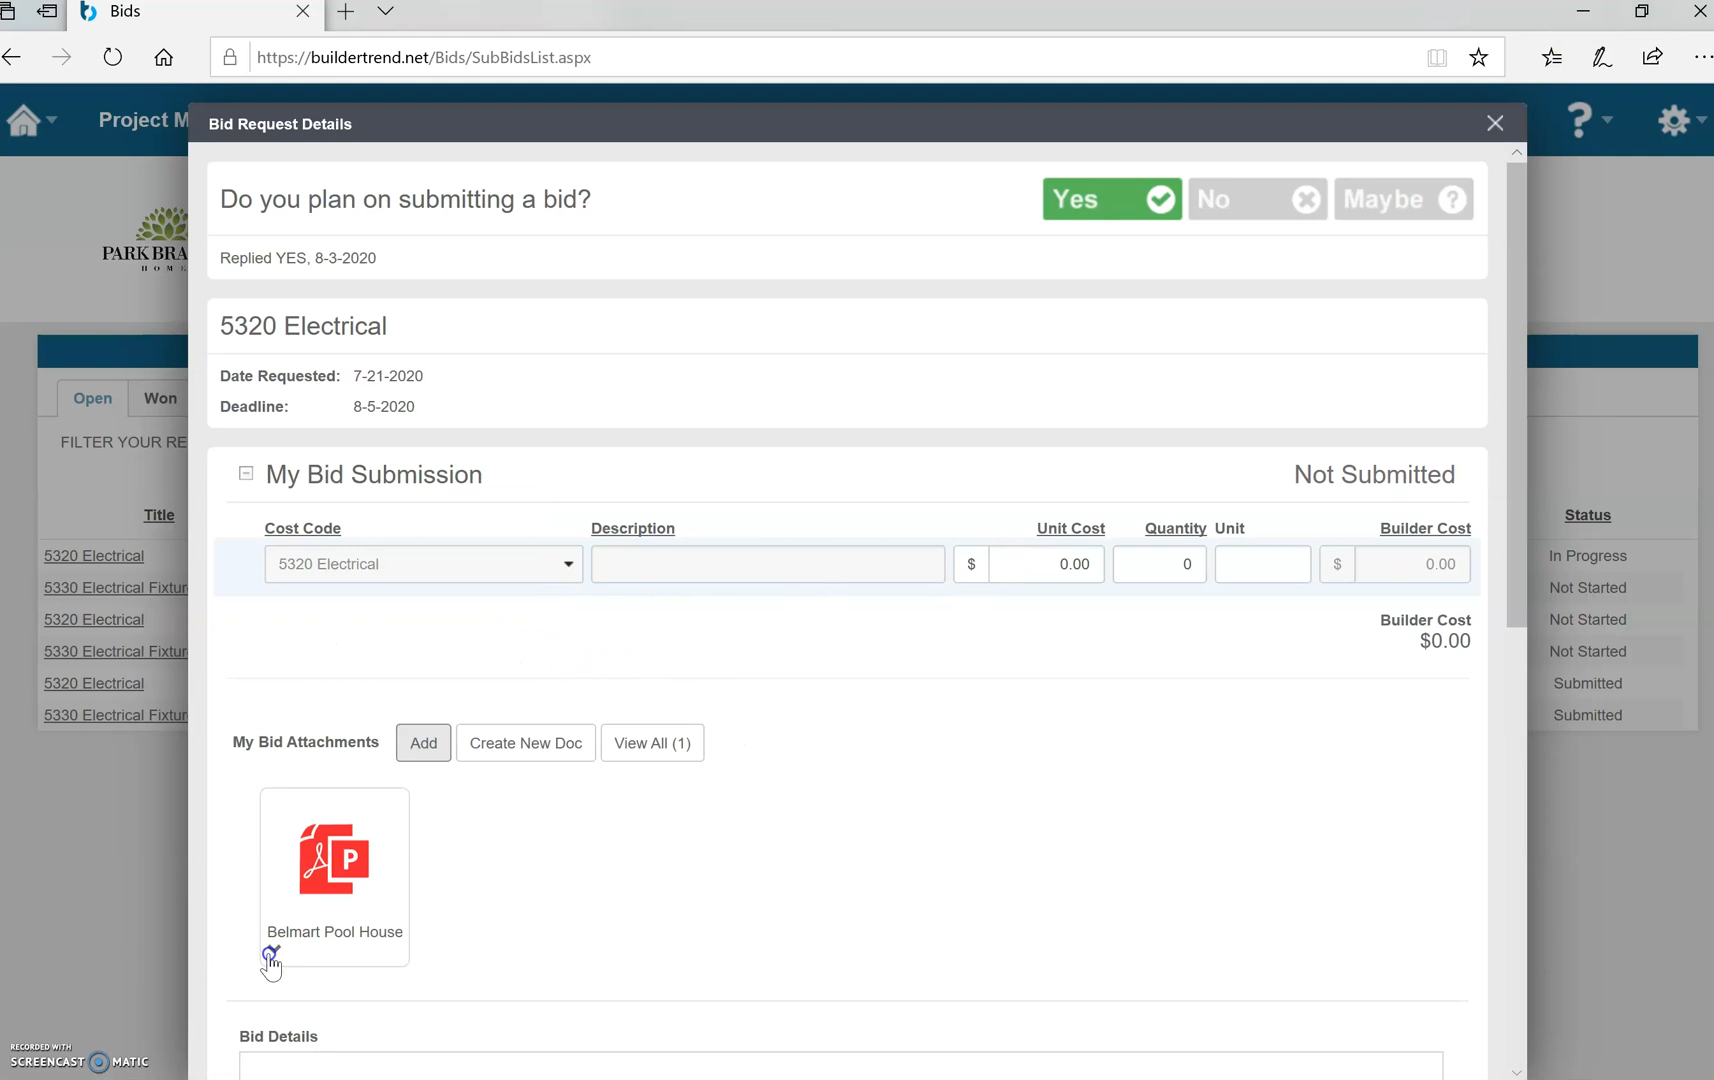 Bids
https://buildertrend.net/Bids/SubBidsList.aspx
Project M
Bid Request Details
PARK BRA
HOME
Do you plan on submitting a bid?
Yes
No
Maybe ?
Replied YES, 8-3-2020
5320 Electrical
Date Requested: 7-21-2020
Deadline: 8-5-2020
Open Won
FILTER YOUR RE
My Bid Submission
Not Submitted
Title
Status
Cost Code Description Unit Cost Quantity Unit Builder Cost
5320 Electrical $ 0.00 0 $ 0.00
5320 Electrical In Progress
5330 Electrical Fixtur Not Started
5320 Electrical Not Started
5330 Electrical Fixtur Not Started
5320 Electrical Submitted
5330 Electrical Fixtur Submitted
Builder Cost
$0.00
My Bid Attachments Add Create New Doc View All (1)
P
Belmart Pool House
Bid Details
RECORDED WITH
SCREENCAST MATIC